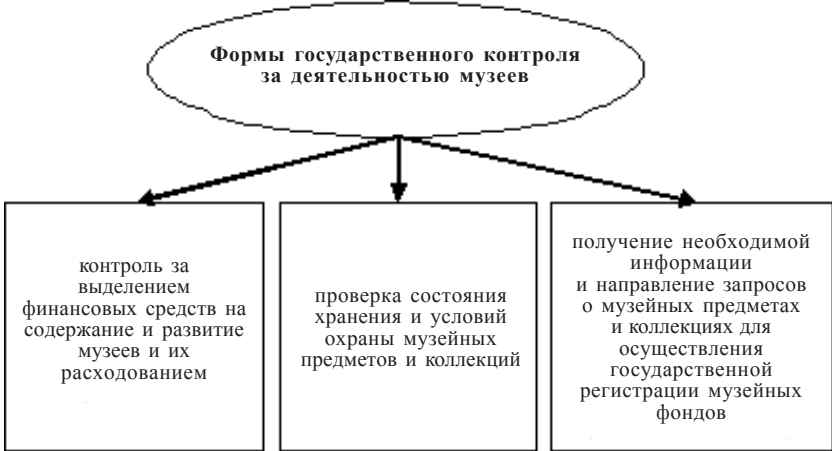 Формы государственного контроля
за деятельностью музеев
контроль за
выделением
финансовых средств на
содержание и развитие
музеев и их
расходованием
проверка состояния
хранения и условий
охраны музейных
предметов и коллекций
получение необходимой
информации
и направление запросов
о музейных предметах
и коллекциях для
осуществления
государственной
регистрации музейных
фондов